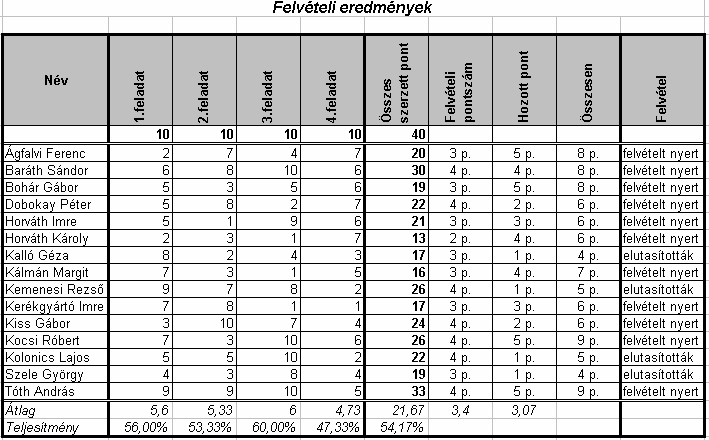 Felvételi eredmények
Név 1.feladat 2.feladat 3.feladat 4.feladat Összes szerzett pont Felvételi pontszám Hozott pont Összesen Felvétel
10 10 10 10 40
Ágfalvi Ferenc 2 7 4 7 20 3 p. 5 p. 8 p. felvételt nyert
Baráth Sándor 6 8 10 6 30 4 p. 4 p. 8 p. felvételt nyert
Bohár Gábor 5 3 5 6 19 3 p. 5 p. 8 p. felvételt nyert
Dobokay Péter 5 8 2 7 22 4 p. 2 p. 6 p. felvételt nyert
Horváth Imre 5 1 9 6 21 3 p. 3 p. 6 p. felvételt nyert
Horváth Károly 2 3 1 7 13 2 p. 4 p. 6 p. felvételt nyert
Kalló Géza 8 2 4 3 17 3 p. 1 p. 4 p. elutasították
Kálmán Margit 7 3 1 5 16 3 p. 4 p. 7 p. felvételt nyert
Kemenesi Rezső 9 7 8 2 26 4 p. 1 p. 5 p. elutasították
Kerékgyártó Imre 7 8 1 1 17 3 p. 3 p. 6 p. felvételt nyert
Kiss Gábor 3 10 7 4 24 4 p. 2 p. 6 p. felvételt nyert
Kocsi Róbert 7 3 10 6 26 4 p. 5 p. 9 p. felvételt nyert
Kolonics Lajos 5 5 10 2 22 4 p. 1 p. 5 p. elutasították
Szele György 4 3 8 4 19 3 p. 1 p. 4 p. elutasították
Tóth András 9 9 10 5 33 4 p. 5 p. 9 p. felvételt nyert
Átlag 5,6 5,33 6 4,73 21,67 3,4 3,07
Teljesítmény 56,00% 53,33% 60,00% 47,33% 54,17%